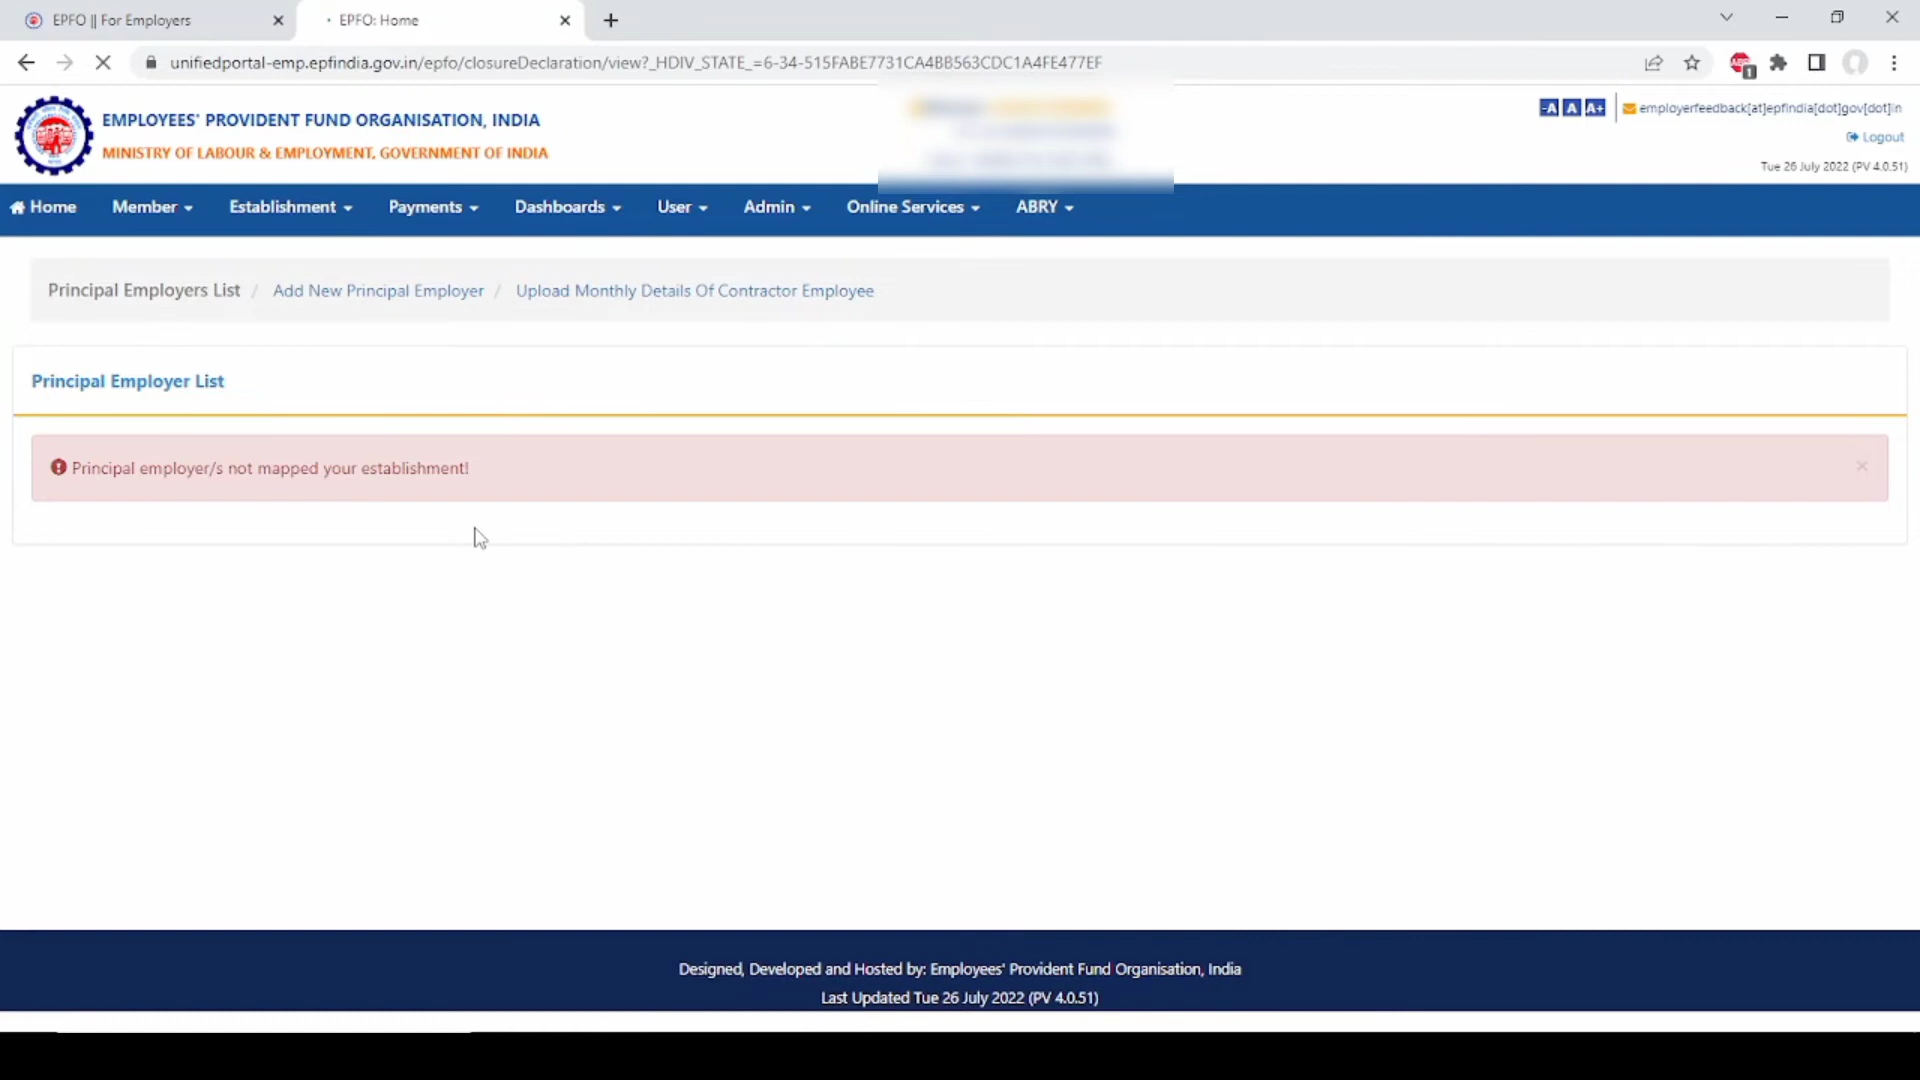 EPFO || For Employers
EPFO: Home
unifiedportal-emp.epfindia.gov.in/epfo/closureDeclaration/view?_HDIV_STATE_=6-34-515FABE7731CA4BB563CDC1A4FE477EF
ABP
1
EMPLOYEES' PROVIDENT FUND ORGANISATION, INDIA
MINISTRY OF LABOUR & EMPLOYMENT, GOVERNMENT OF INDIA
-A A A+ employerfeedback[at]epfindia[dot]gov[dot]in
Logout
Tue 26 July 2022 (PV 4.0.51)
Home Member Establishment Payments Dashboards User Admin Online Services ABRY
Principal Employers List / Add New Principal Employer / Upload Monthly Details Of Contractor Employee
Principal Employer List
Principal employer/s not mapped your establishment! ×
Designed, Developed and Hosted by: Employees' Provident Fund Organisation, India
Last Updated Tue 26 July 2022 (PV 4.0.51)